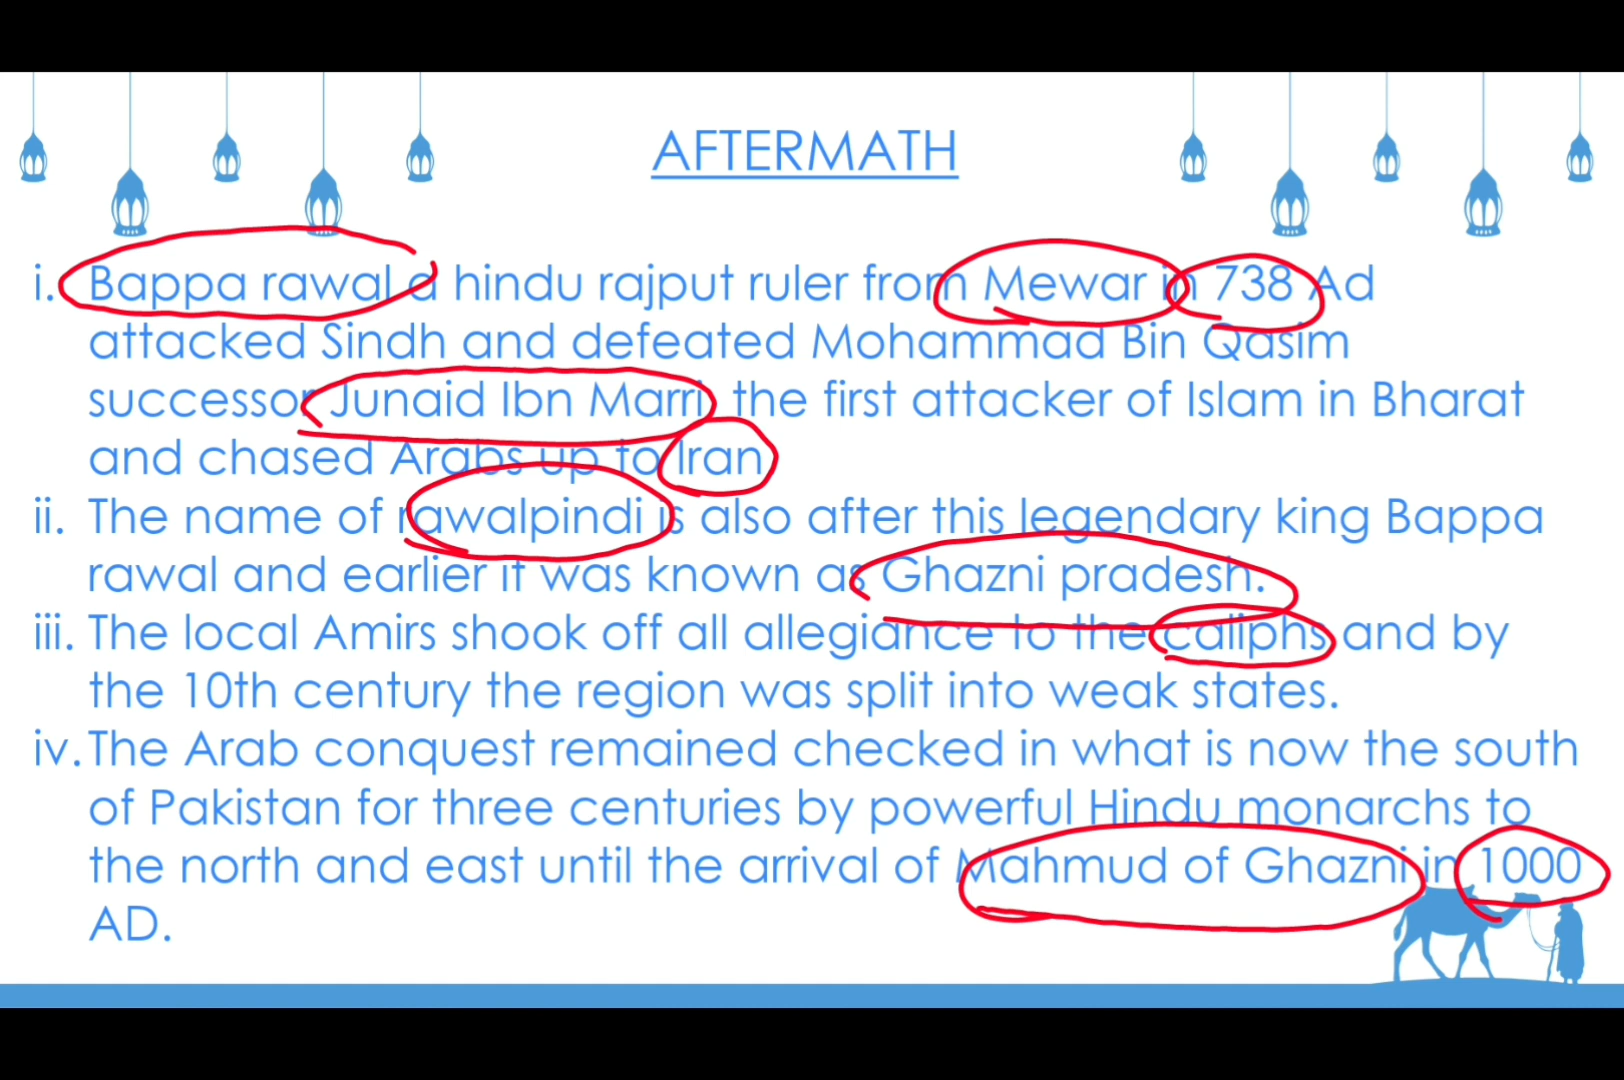 AFTERMATH
i. Bappa rawal a hindu rajput ruler from Mewar in 738 Ad
attacked Sindh and defeated Mohammad Bin Qasim
successor Junaid Ibn Marri, the first attacker of Islam in Bharat
and chased Arabs up to Iran.
ii. The name of rawalpindi is also after this legendary king Bappa
rawal and earlier it was known as Ghazni pradesh.
iii. The local Amirs shook off all allegiance to the caliphs and by
the 10th century the region was split into weak states.
iv. The Arab conquest remained checked in what is now the south
of Pakistan for three centuries by powerful Hindu monarchs to
the north and east until the arrival of Mahmud of Ghazni in 1000
AD.